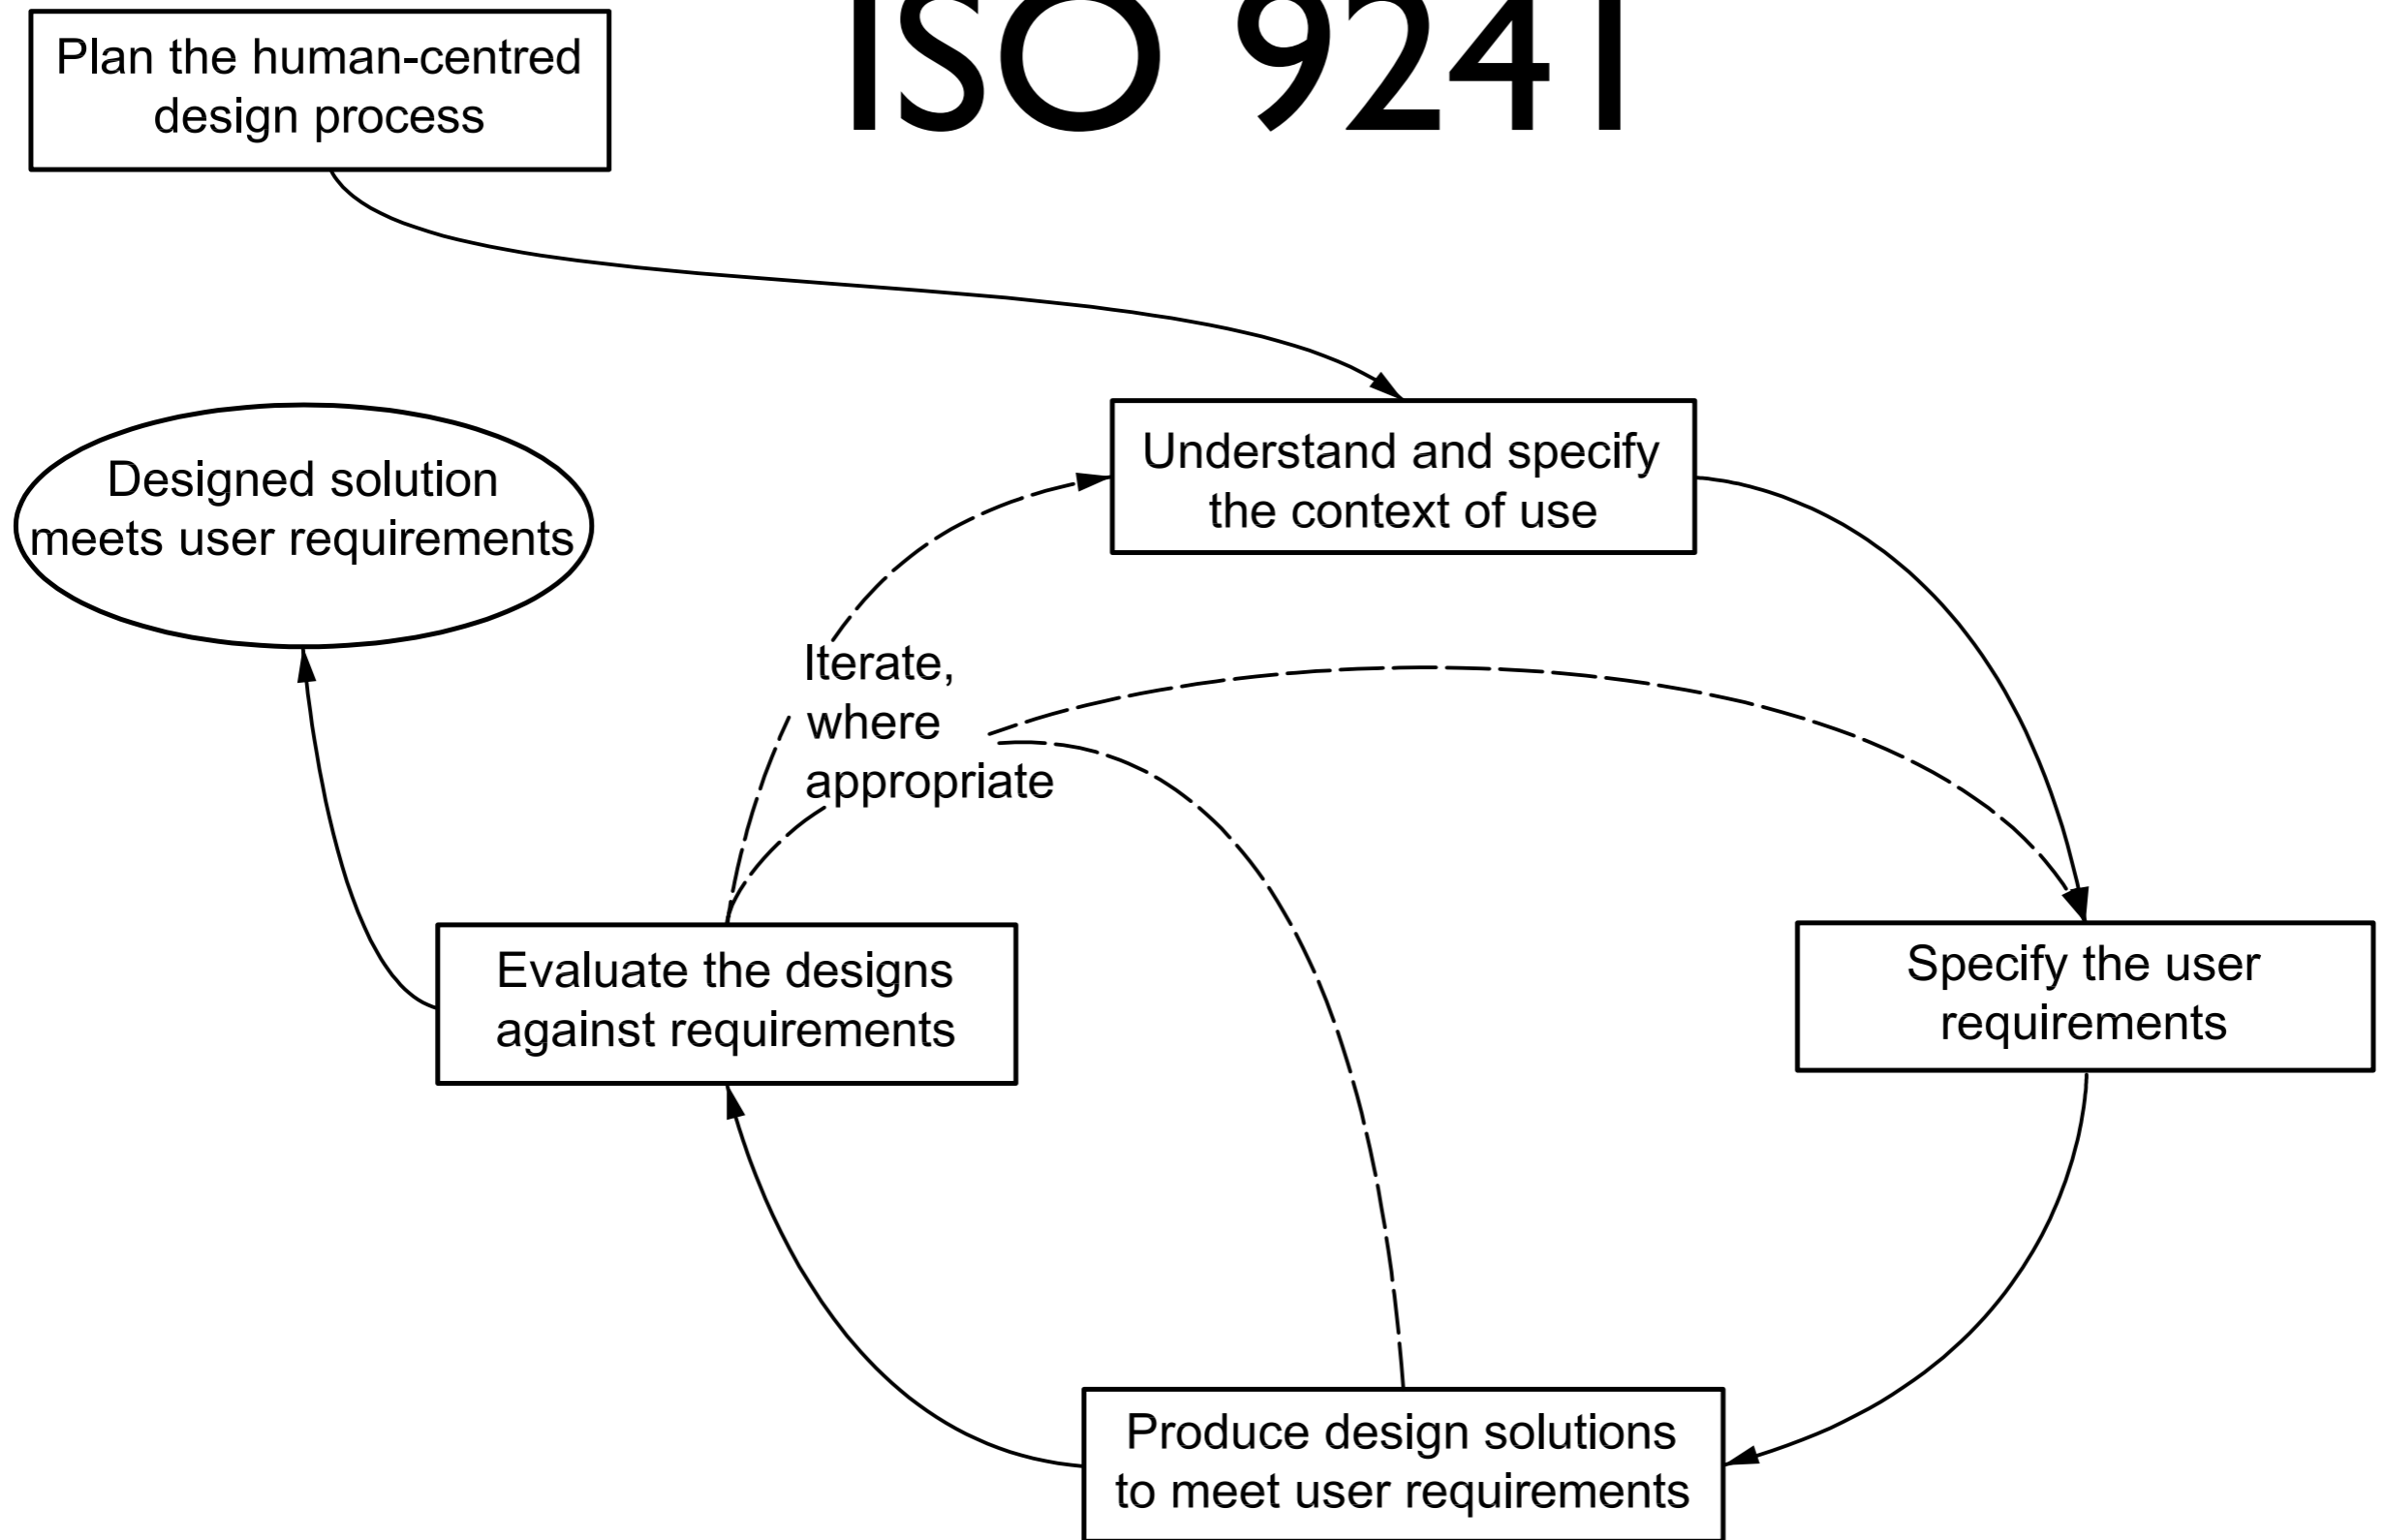 ISO 9241
Plan the human-centred
design process
Understand and specify
the context of use
Designed solution
meets user requirements
Iterate,
where
appropriate
Evaluate the designs
against requirements
Specify the user
requirements
Produce design solutions
to meet user requirements